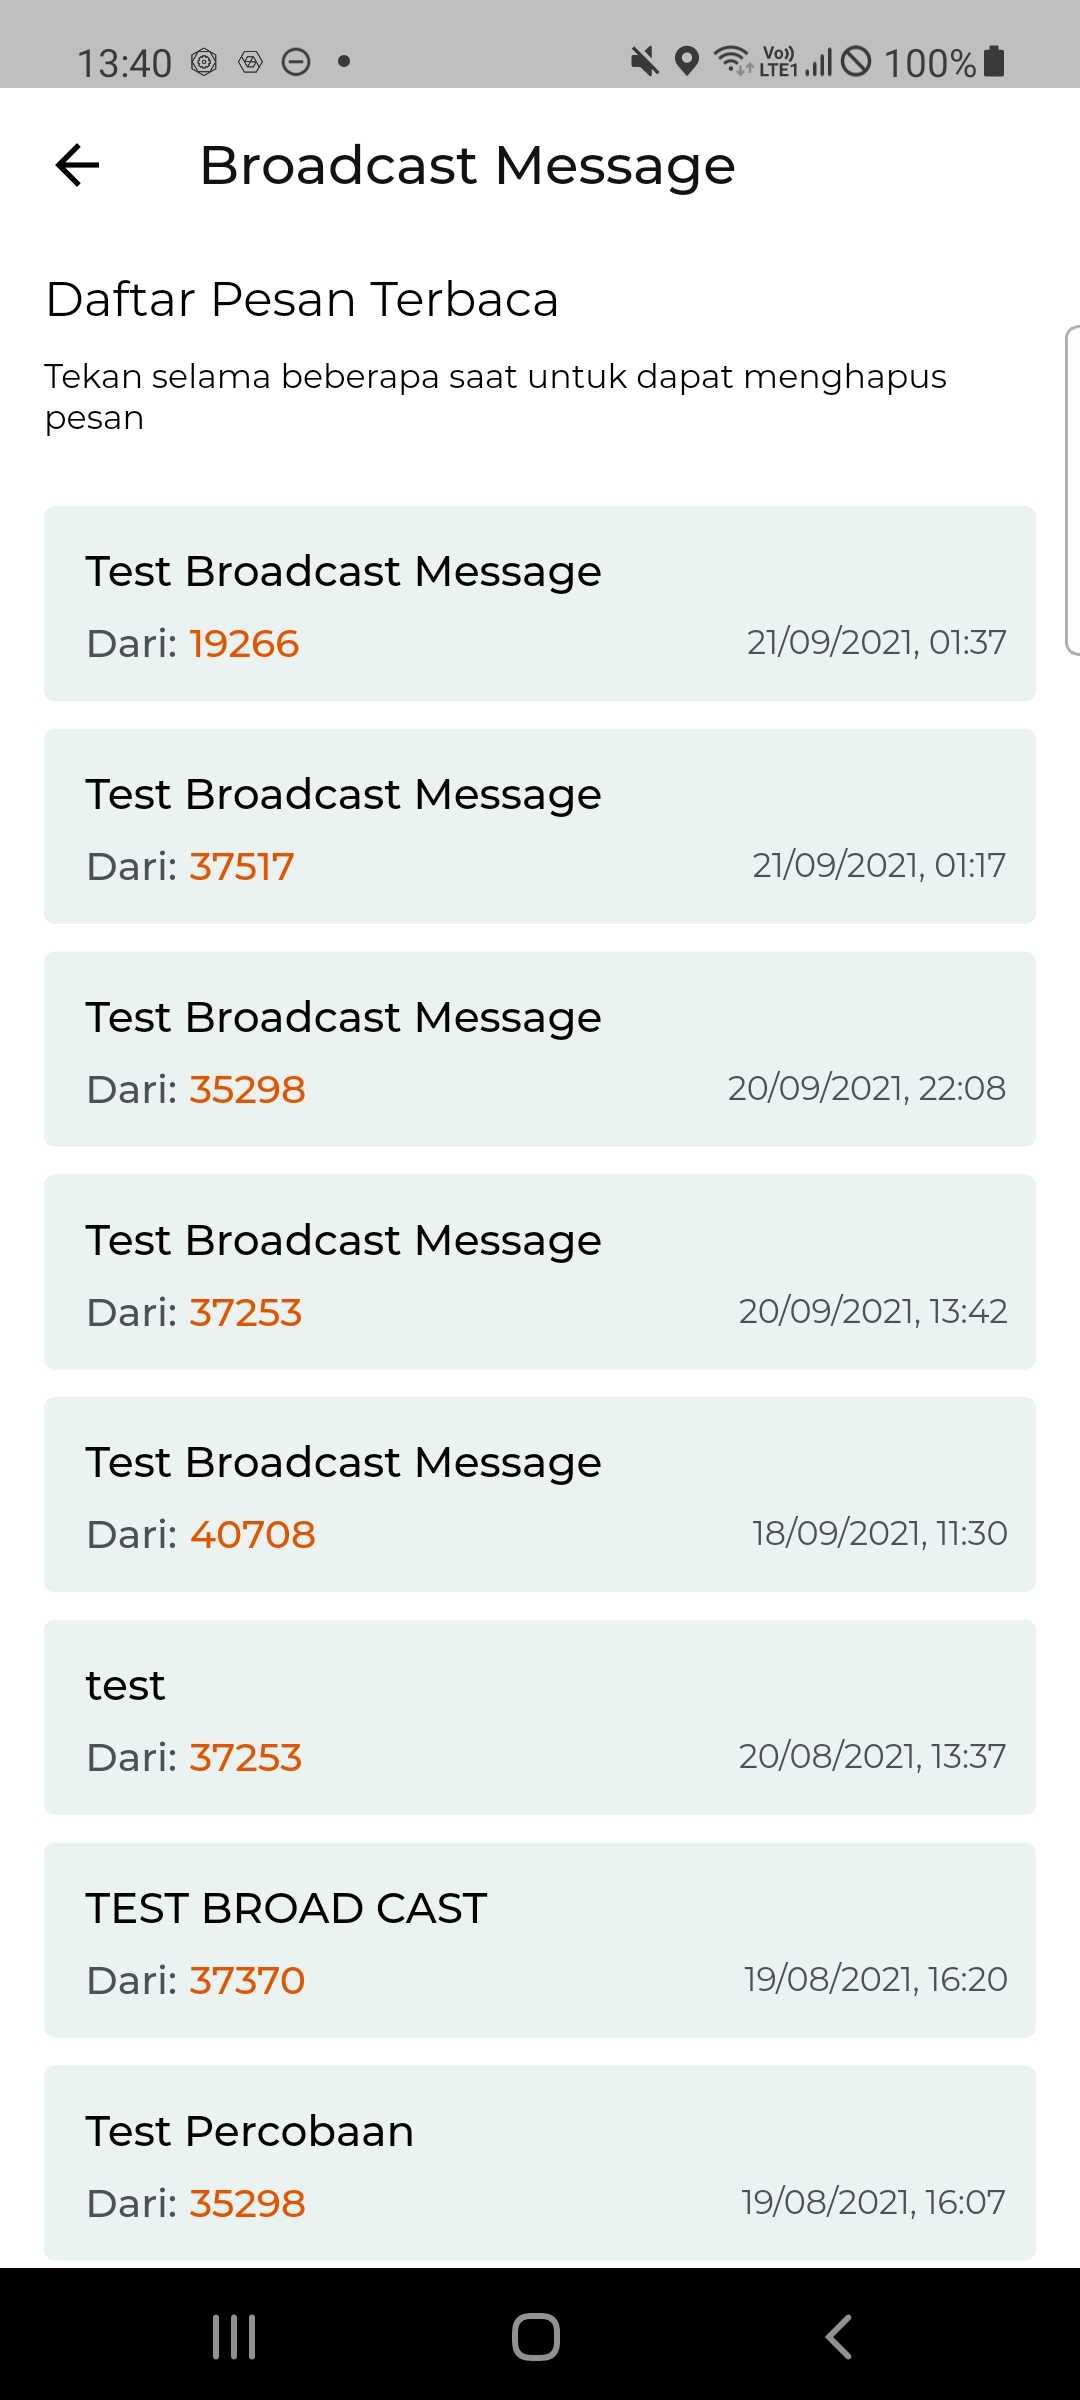 13:40
Vo)) LTE1 100%
Broadcast Message
Daftar Pesan Terbaca
Tekan selama beberapa saat untuk dapat menghapus
pesan
Test Broadcast Message
Dari: 19266 21/09/2021, 01:37
Test Broadcast Message
Dari: 37517 21/09/2021, 01:17
Test Broadcast Message
Dari: 35298 20/09/2021, 22:08
Test Broadcast Message
Dari: 37253 20/09/2021, 13:42
Test Broadcast Message
Dari: 40708 18/09/2021, 11:30
test
Dari: 37253 20/08/2021, 13:37
TEST BROAD CAST
Dari: 37370 19/08/2021, 16:20
Test Percobaan
Dari: 35298 19/08/2021, 16:07